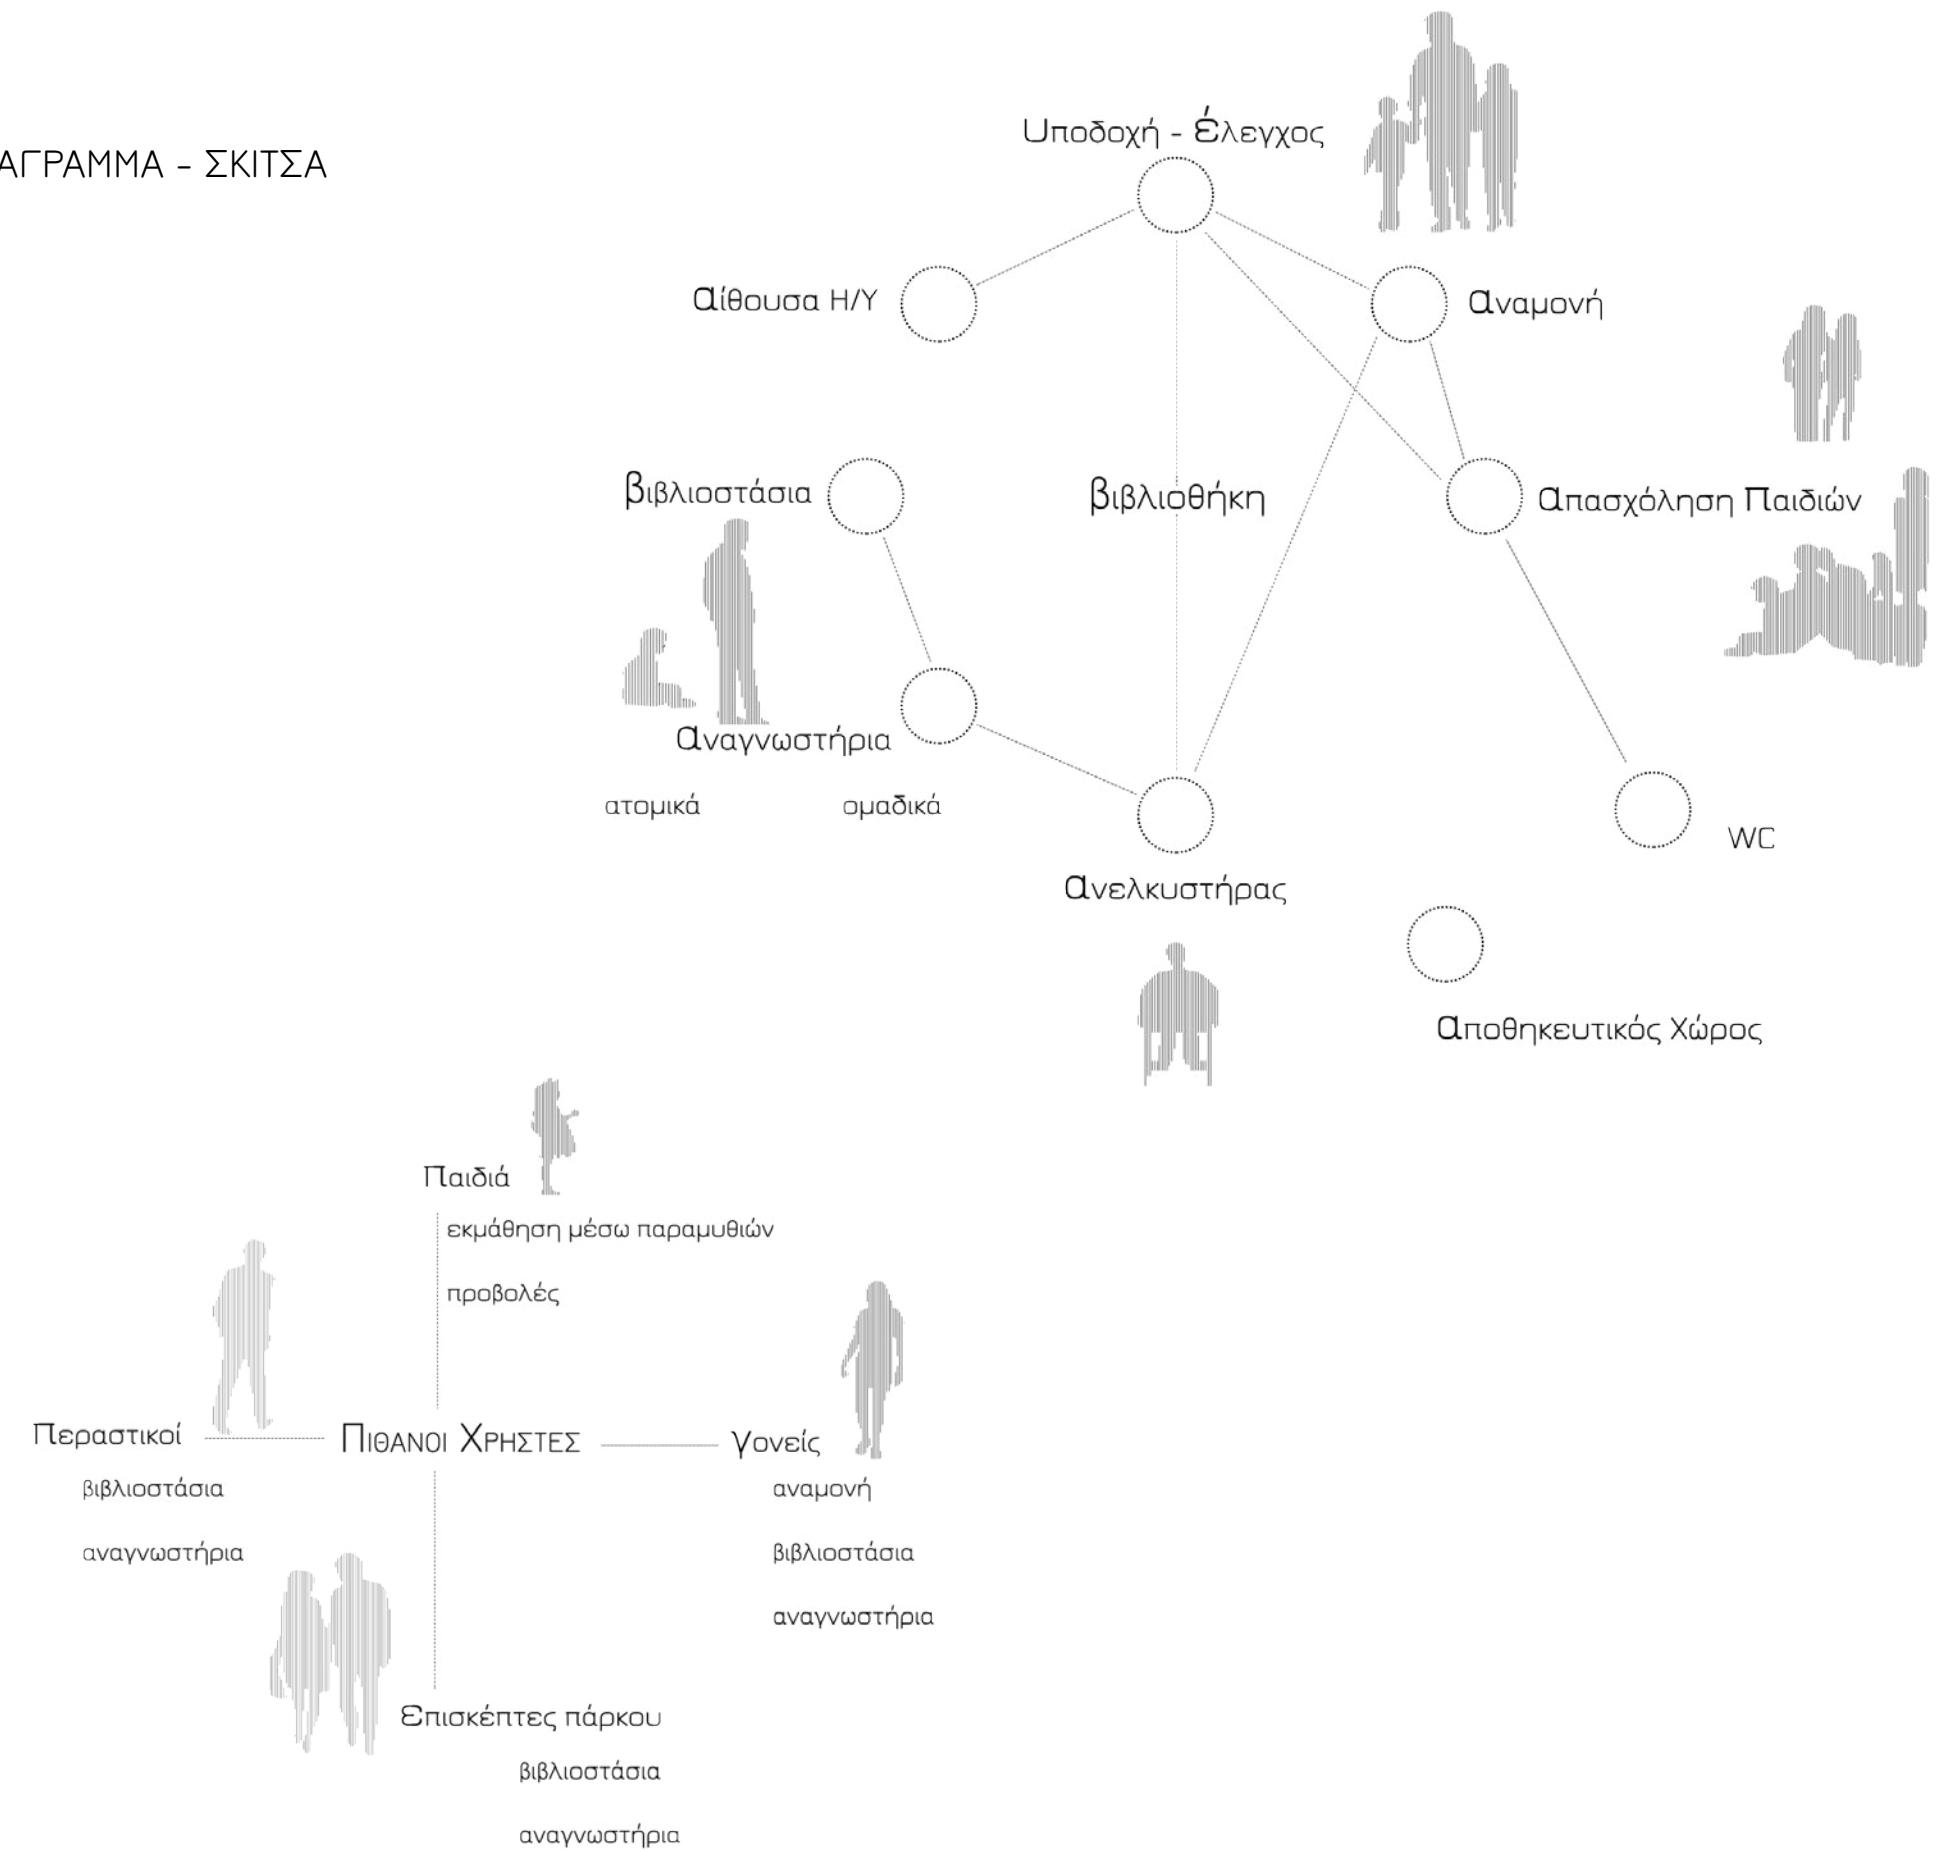 ΑΓΡΑΜΜΑ - ΣΚΙΤΣΑ
Υποδοχή - έλεγχος
αίθουσα Η/Υ
αναμονή
βιβλιοστάσια
βιβλιοθήκη
απασχόληση Παιδιών
αναγνωστήρια
ατομικά
ομαδικά
WC
ανελκυστήρας
αποθηκευτικός Χώρος
Παιδιά
εκμάθηση μέσω παραμυθιών
προβολές
Περαστικοί
ΠΙΘΑΝΟΙ ΧΡΗΣΤΕΣ
γονείς
βιβλιοστάσια
αναγνωστήρια
αναμονή
βιβλιοστάσια
αναγνωστήρια
επισκέπτες πάρκου
βιβλιοστάσια
αναγνωστήρια